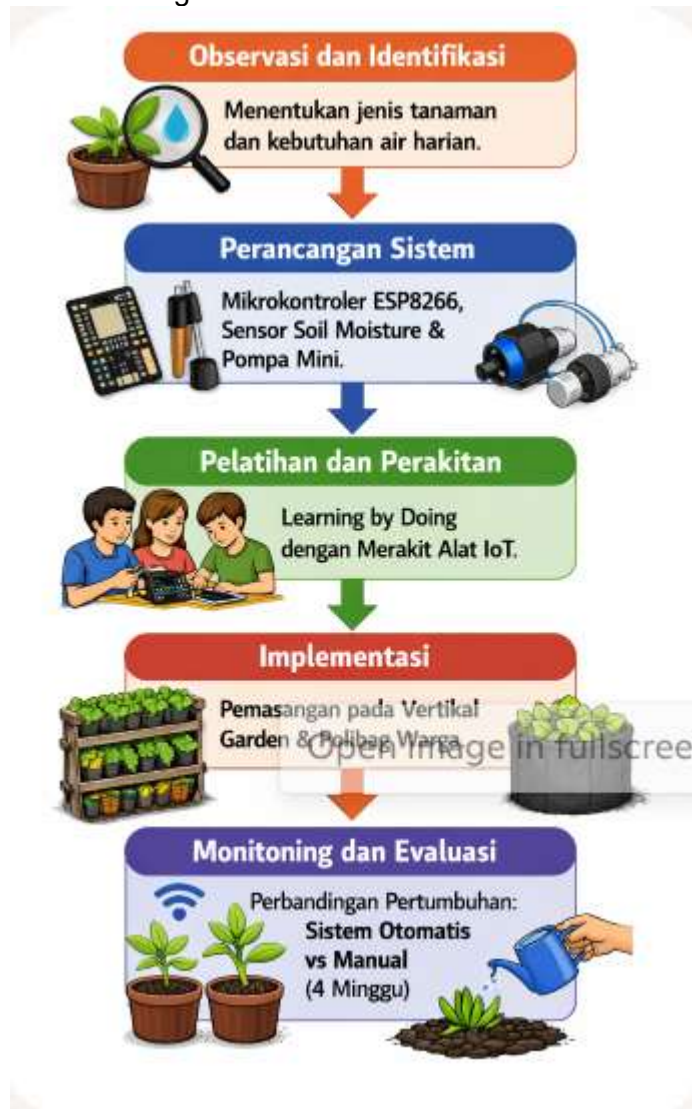 Observasi dan Identifikasi
Menentukan jenis tanaman
dan kebutuhan air harian.
Perancangan Sistem
Mikrokontroler ESP8266,
Sensor Soil Moisture &
Pompa Mini.
Pelatihan dan Perakitan
Learning by Doing
dengan Merakit Alat IoT.
Implementasi
Pemasangan pada Vertikal
Garden & Polibag Warga
Open image in fullscree
Monitoning dan Evaluasi
Perbandingan Pertumbuhan:
Sistem Otomatis
vs Manual
(4 Minggu)